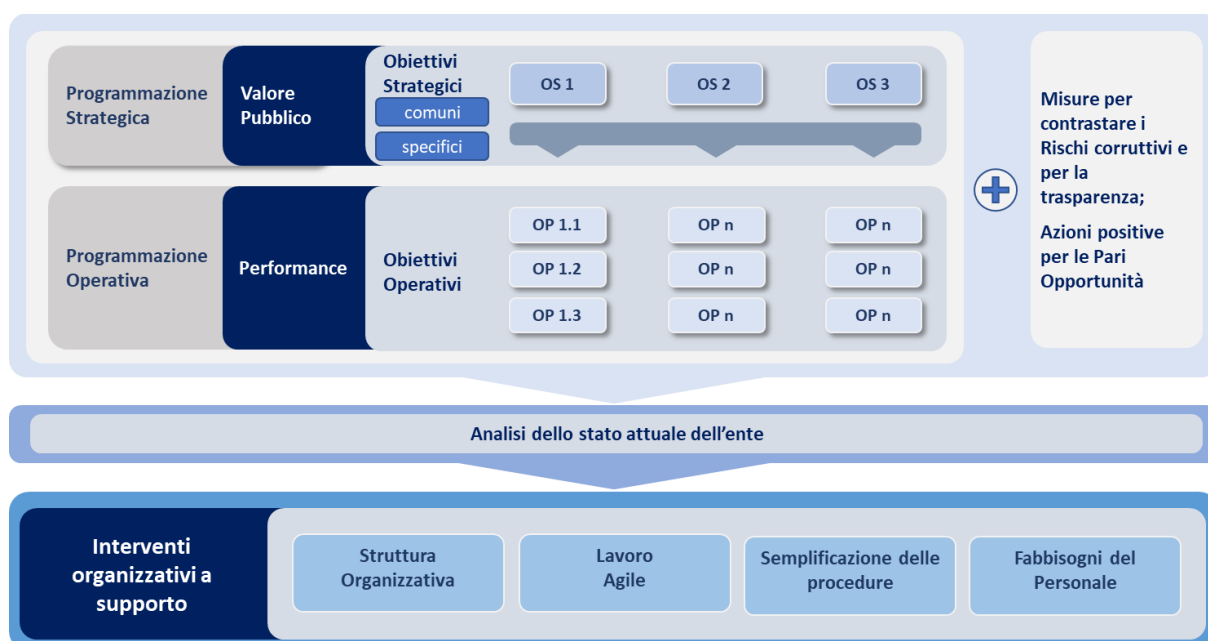 Programmazione
Strategica
Valore
Pubblico
Obiettivi
Strategici
comuni
specifici
OS 1
OS 2
OS 3
Programmazione
Operativa
Performance
Obiettivi
Operativi
OP 1.1
OP n
OP n
OP 1.2
OP n
OP n
OP 1.3
OP n
OP n
Misure per
contrastare i
Rischi corruttivi e
per la
trasparenza;
Azioni positive
per le Pari
Opportunità
Analisi dello stato attuale dell'ente
Interventi
organizzativi a
supporto
Struttura
Organizzativa
Lavoro
Agile
Semplificazione delle
procedure
Fabbisogni del
Personale